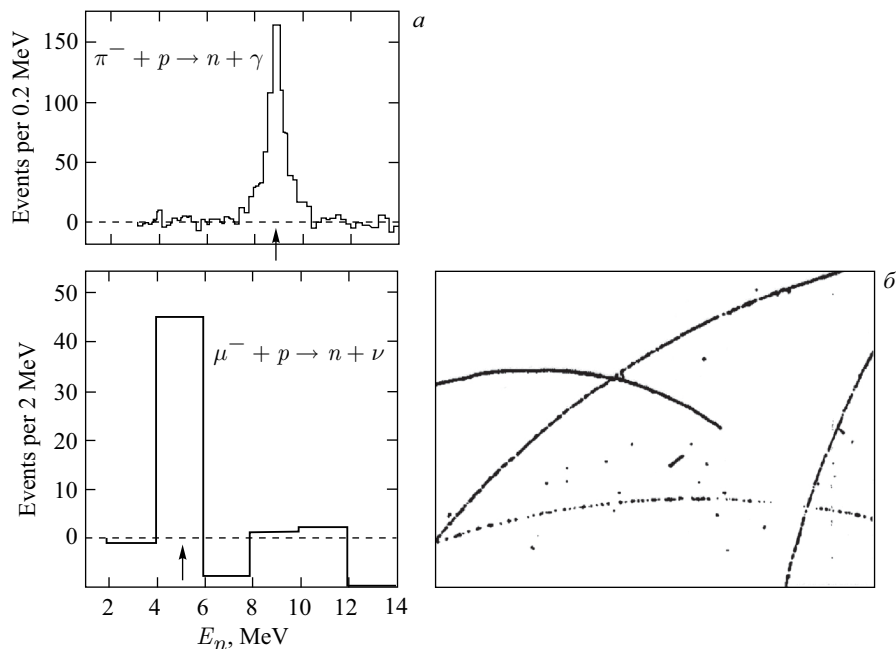 а
150
100
50
0
Events per 0.2 MeV
π⁻ + p → n + γ
50
40
30
20
10
0
Events per 2 MeV
μ⁻ + p → n + ν
2 4 6 8 10 12 14
Eₙ, MeV
б